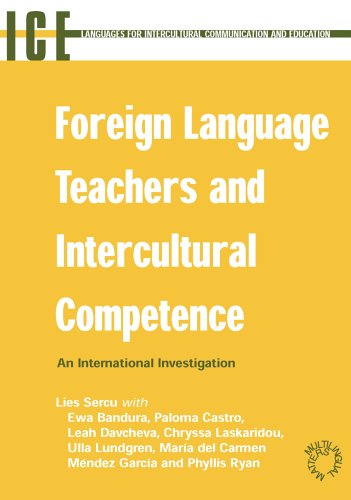 ICE
LANGUAGES FOR INTERCULTURAL COMMUNICATION AND EDUCATION
Foreign Language
Teachers and
Intercultural
Competence
An International Investigation
Lies Sercu with
Ewa Bandura, Paloma Castro,
Leah Davcheva, Chryssa Laskaridou,
Ulla Lundgren, María del Carmen
Méndez García and Phyllis Ryan
MULTILINGUAL
MATTERS